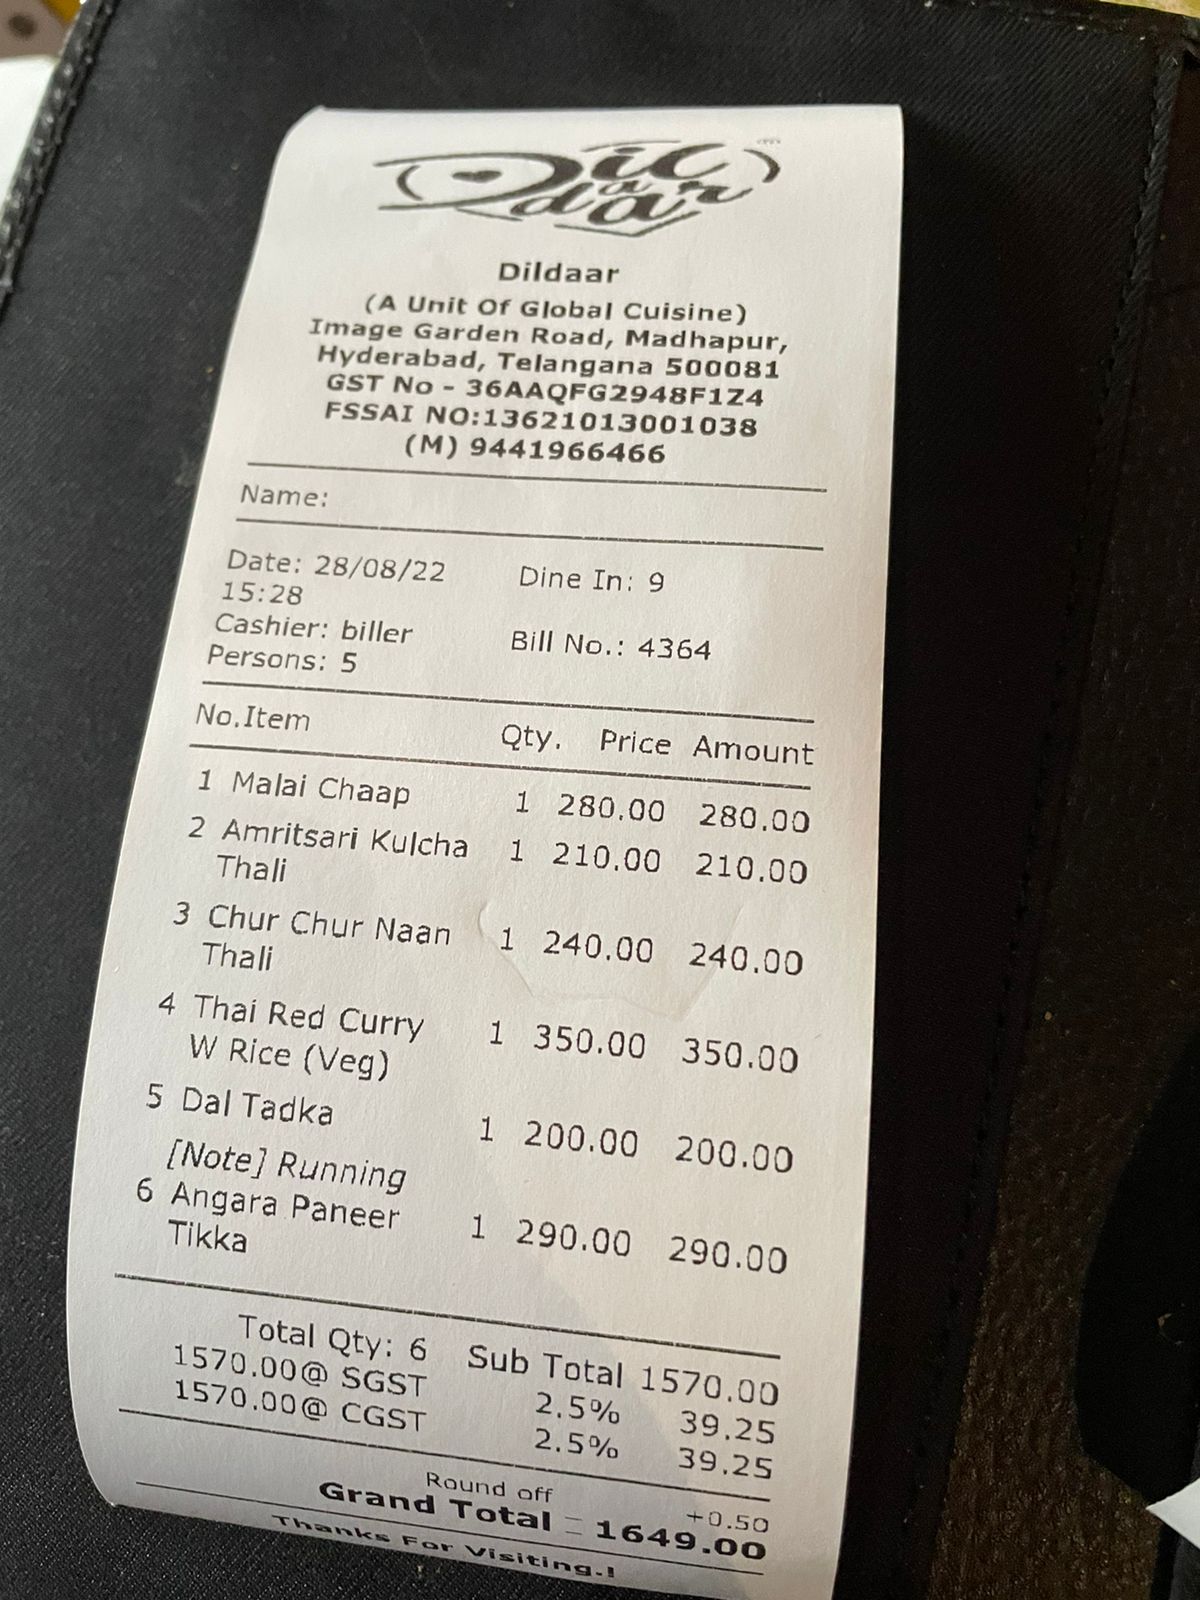 Dildaar
Dildaar
(A Unit Of Global Cuisine)
Image Garden Road, Madhapur,
Hyderabad, Telangana 500081
GST No - 36AAQFG2948F1Z4
FSSAI NO:13621013001038
(M) 9441966466
Name:
Date: 28/08/22 Dine In: 9
15:28
Cashier: biller Bill No.: 4364
Persons: 5
No.Item Qty. Price Amount
1 Malai Chaap 1 280.00 280.00
2 Amritsari Kulcha 1 210.00 210.00
Thali
3 Chur Chur Naan 1 240.00 240.00
Thali
4 Thai Red Curry 1 350.00 350.00
W Rice (Veg)
5 Dal Tadka 1 200.00 200.00
[Note] Running
6 Angara Paneer 1 290.00 290.00
Tikka
Total Qty: 6 Sub Total 1570.00
1570.00@ SGST 2.5% 39.25
1570.00@ CGST 2.5% 39.25
Round off +0.50
Grand Total = 1649.00
Thanks For Visiting.!